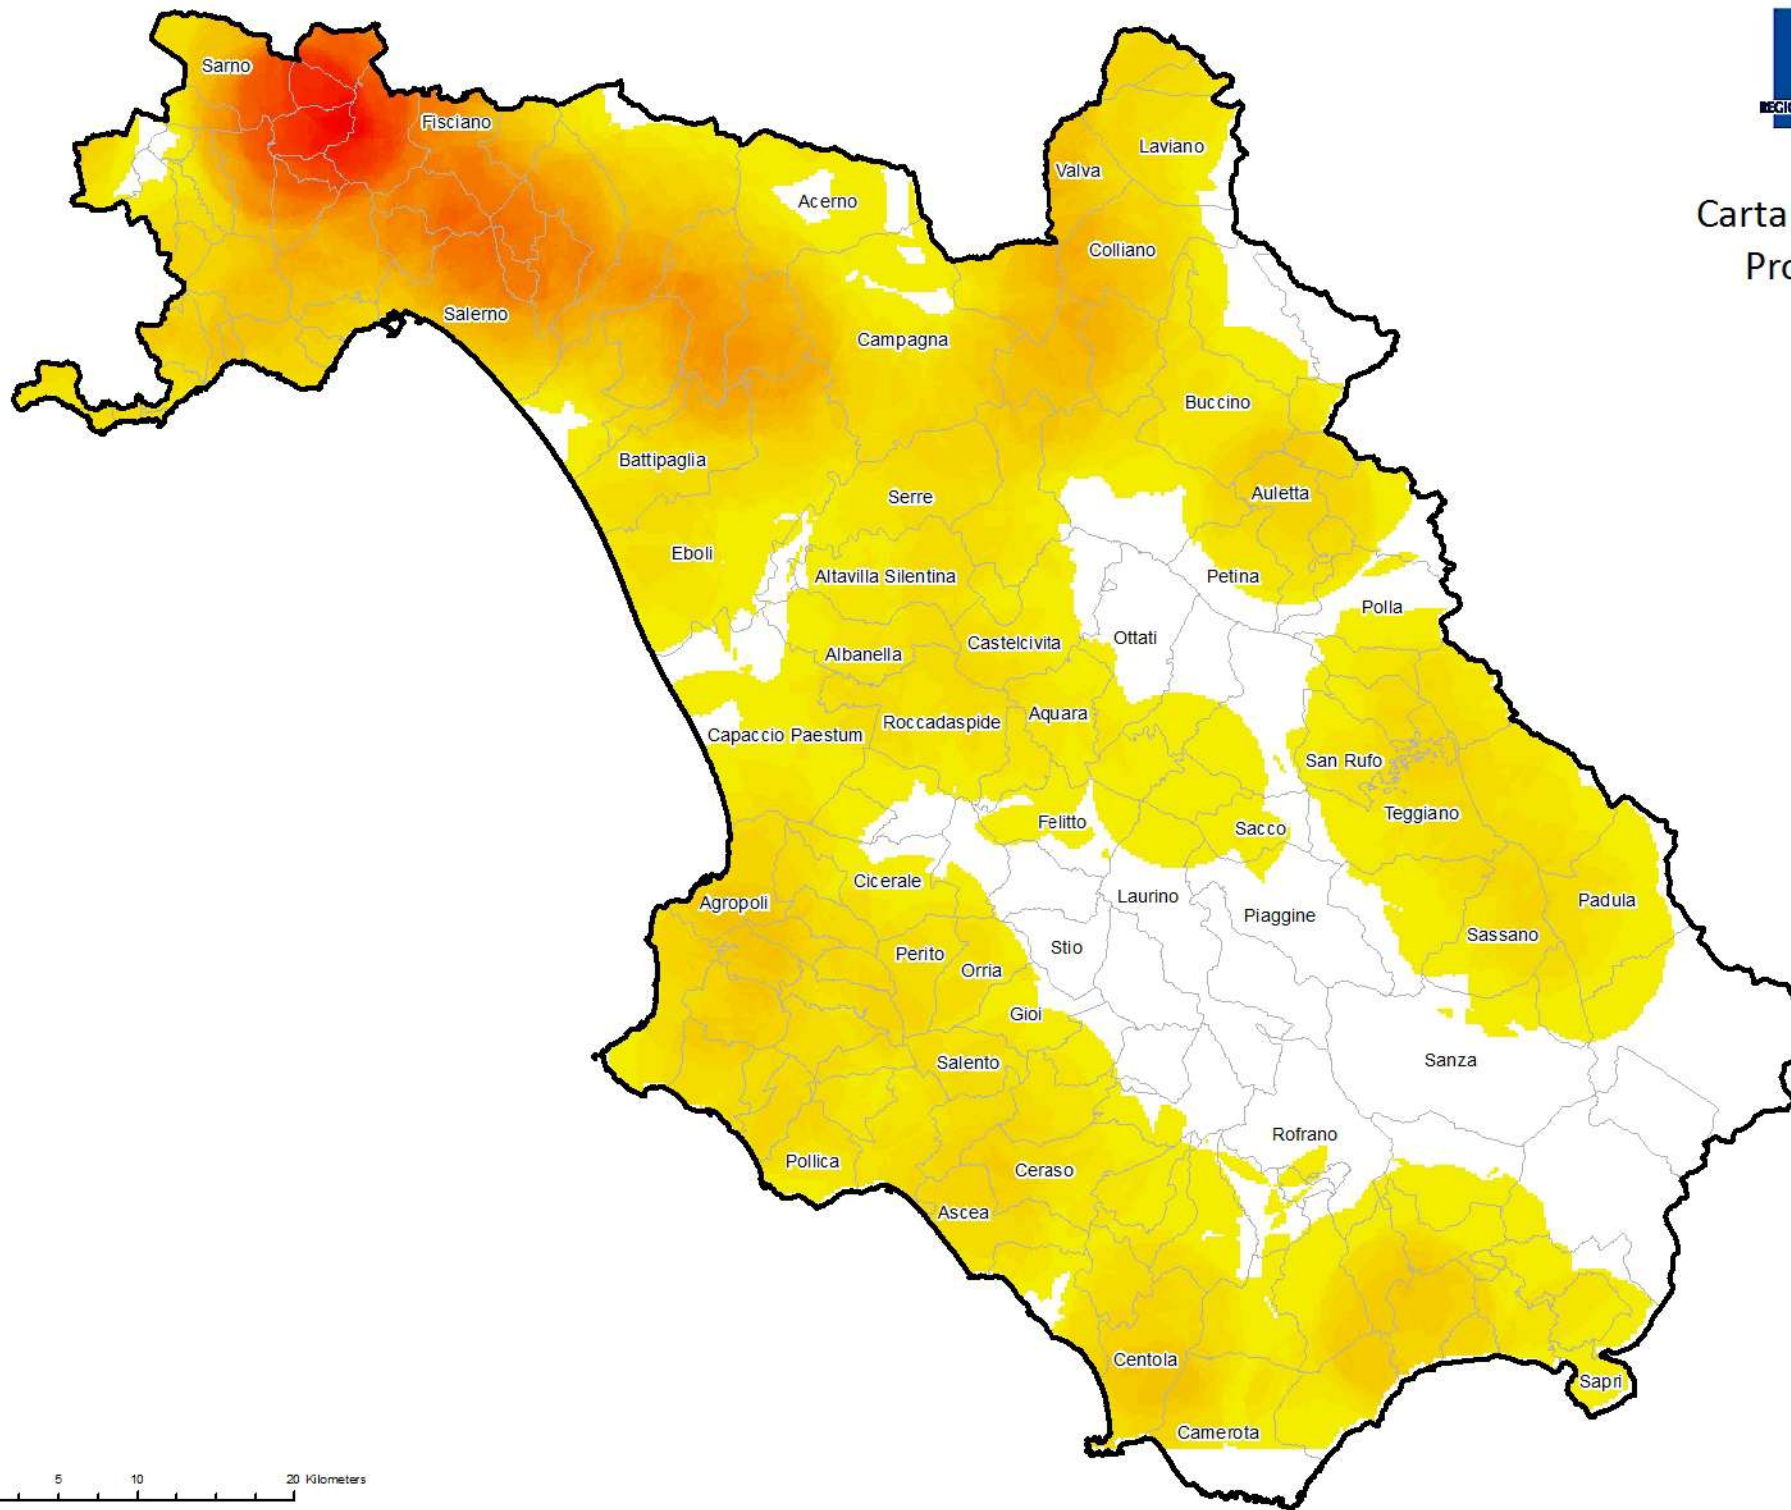 REGIO
Carta
Pro
Sarno
Fisciano
Laviano
Valva
Acerno
Colliano
Salerno
Campagna
Buccino
Battipaglia
Serre
Auletta
Eboli
Altavilla Silentina
Petina
Polla
Ottati
Castelcivita
Albanella
Aquara
Roccadaspide
Capaccio Paestum
San Rufo
Teggiano
Felitto
Sacco
Cicerale
Laurino
Agropoli
Padula
Piaggine
Sassano
Stio
Perito
Orria
Gioi
Salento
Sanza
Rofrano
Pollica
Ceraso
Ascea
Centola
Sapri
Camerota
5 10 20 Kilometers